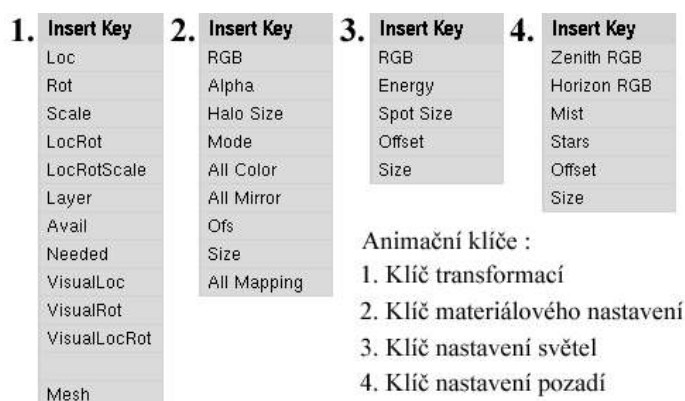 1. Insert Key
Loc
Rot
Scale
LocRot
LocRotScale
Layer
Avail
Needed
VisualLoc
VisualRot
VisualLocRot
Mesh
2. Insert Key
RGB
Alpha
Halo Size
Mode
All Color
All Mirror
Ofs
Size
All Mapping
3. Insert Key
RGB
Energy
Spot Size
Offset
Size
4. Insert Key
Zenith RGB
Horizon RGB
Mist
Stars
Offset
Size
Animační klíče :
1. Klíč transformací
2. Klíč materiálového nastavení
3. Klíč nastavení světel
4. Klíč nastavení pozadí